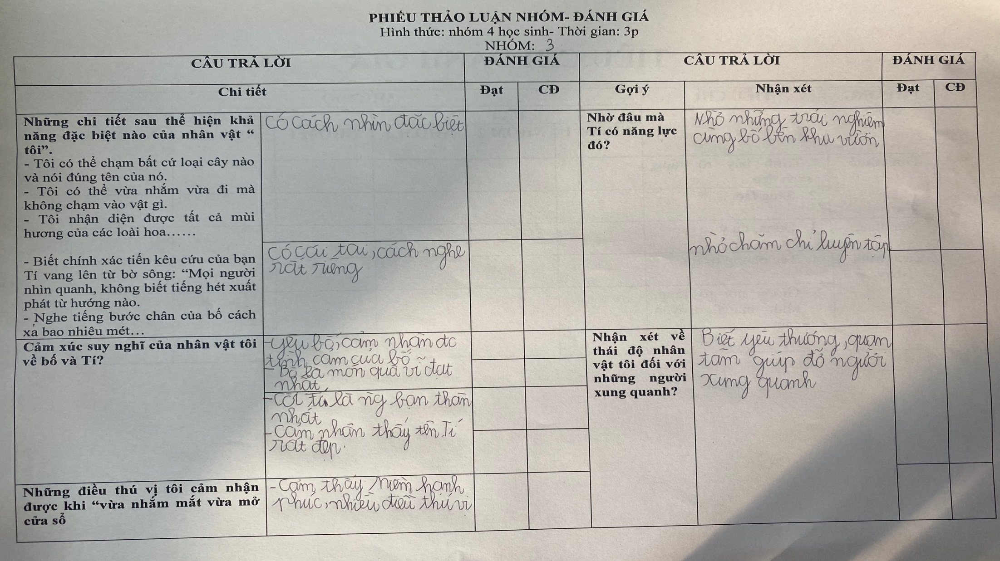 PHIẾU THẢO LUẬN NHÓM- ĐÁNH GIÁ
Hình thức: nhóm 4 học sinh- Thời gian: 3p
NHÓM: 3
CÂU TRẢ LỜI
ĐÁNH GIÁ
CÂU TRẢ LỜI
ĐÁNH GIÁ
Chi tiết
Đạt
CĐ
Gợi ý
Nhận xét
Đạt
CĐ
Những chi tiết sau thể hiện khả
năng đặc biệt nào của nhân vật “
tôi”.
- Tôi có thể chạm bất cứ loại cây nào
và nói đúng tên của nó.
- Tôi có thể vừa nhắm vừa đi mà
không chạm vào vật gì.
- Tôi nhận diện được tất cả mùi
hương của các loài hoa……
- Biết chính xác tiến kêu cứu của bạn
Tí vang lên từ bờ sông: “Mọi người
nhìn quanh, không biết tiếng hét xuất
phát từ hướng nào.
- Nghe tiếng bước chân của bố cách
xạ bao nhiêu mét…
Có cách nhìn đặc biệt
Có cái tai, cách nghe
rất riêng
Nhờ đâu mà
Tí có năng lực
đó?
Nhờ những trải nghiệm
cùng bố bên khu vườn
nhờ chăm chỉ luyện tập
Cảm xúc suy nghĩ của nhân vật tôi
về bố và Tí?
- yêu bố, cảm nhận đc
tình cảm của bố
- Bố là món quà vĩ đại
nhất
- Coi Tí là ng bạn thân
nhất
- Cảm nhận thấy tên Tí
rất đẹp.
Nhận xét về
thái độ nhân
vật tôi đối với
những người
xung quanh?
Biết yêu thương, quan
tâm giúp đỡ người
xung quanh
Những điều thú vị tôi cảm nhận
được khi “vừa nhắm mắt vừa mở
cửa sổ
- Cảm thấy niềm hạnh
phúc, nhiều điều thú vị